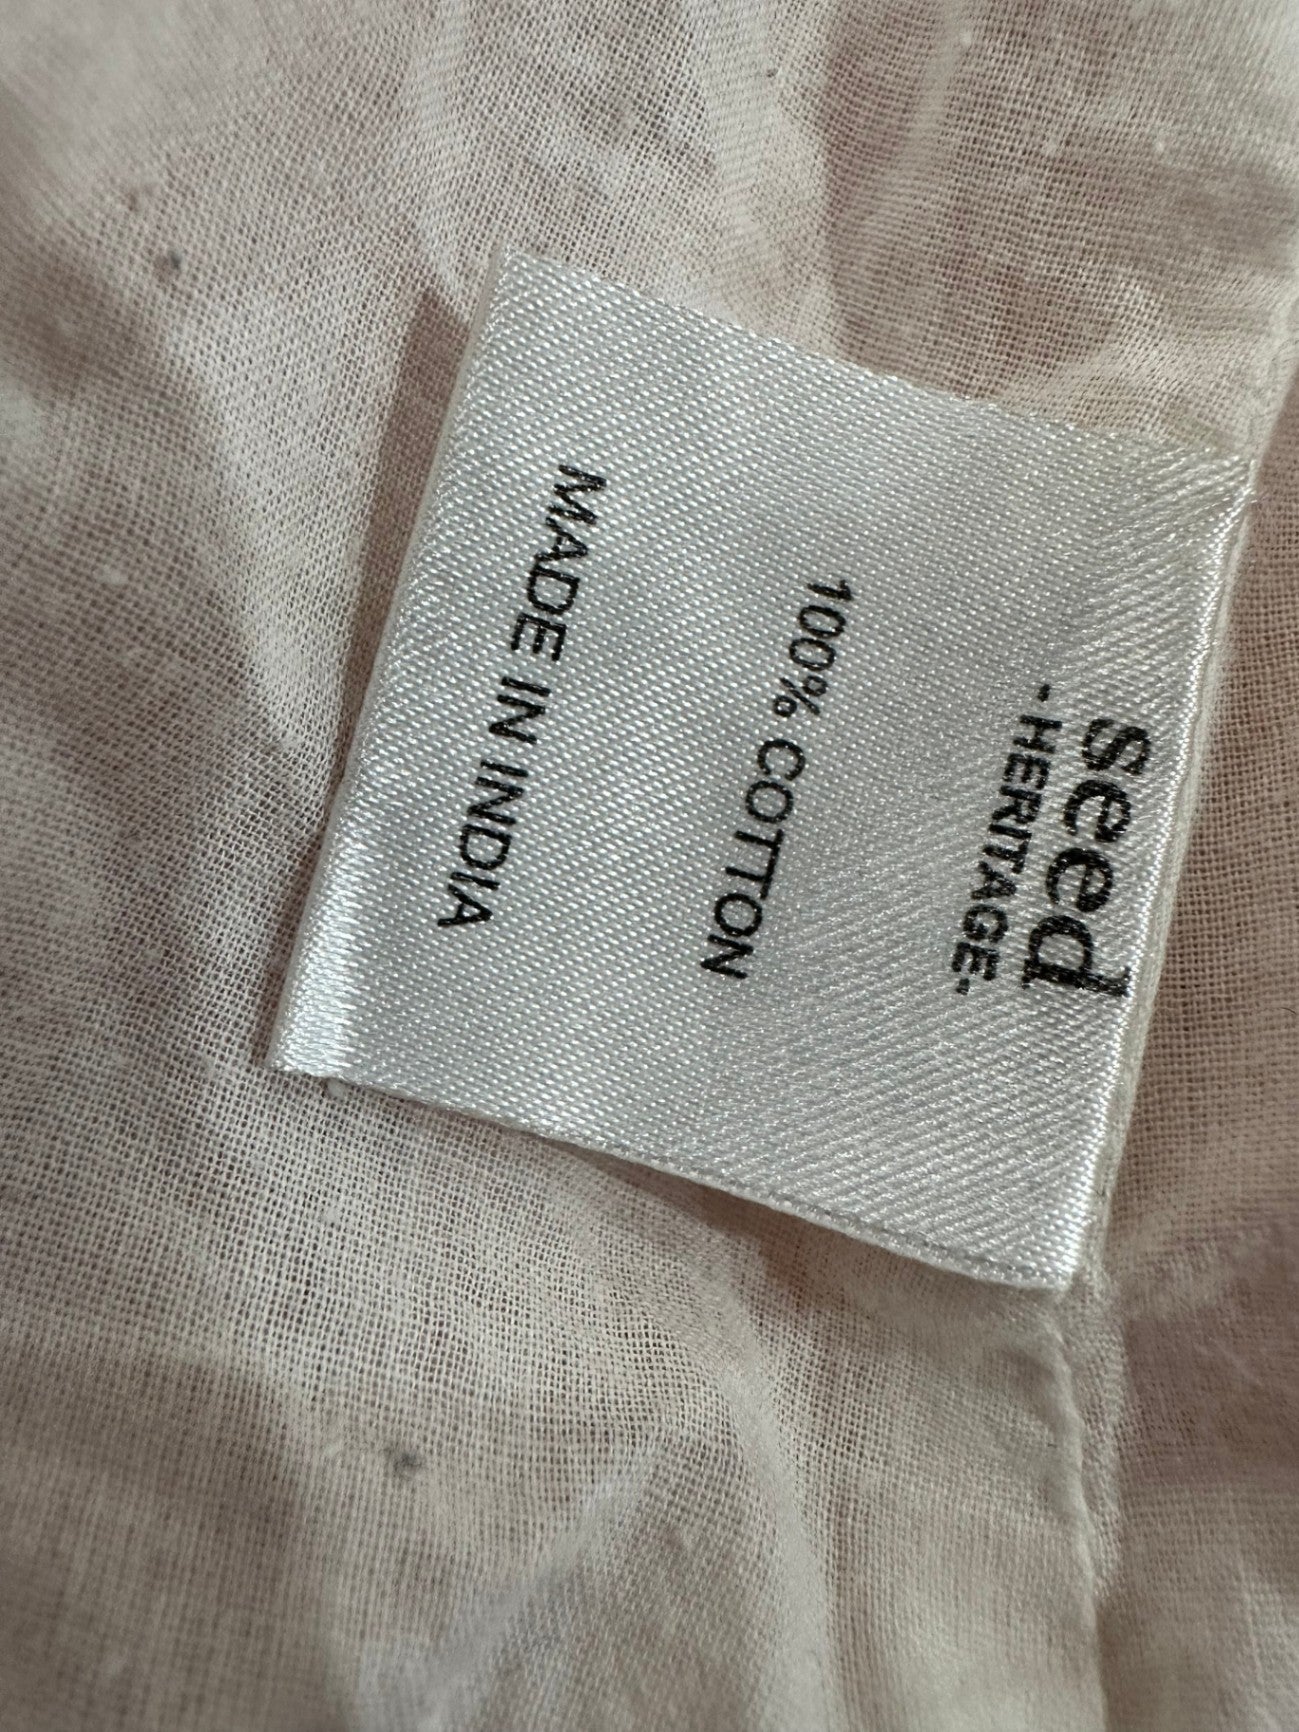 seed
-HERITAGE-
100% COTTON
MADE IN INDIA